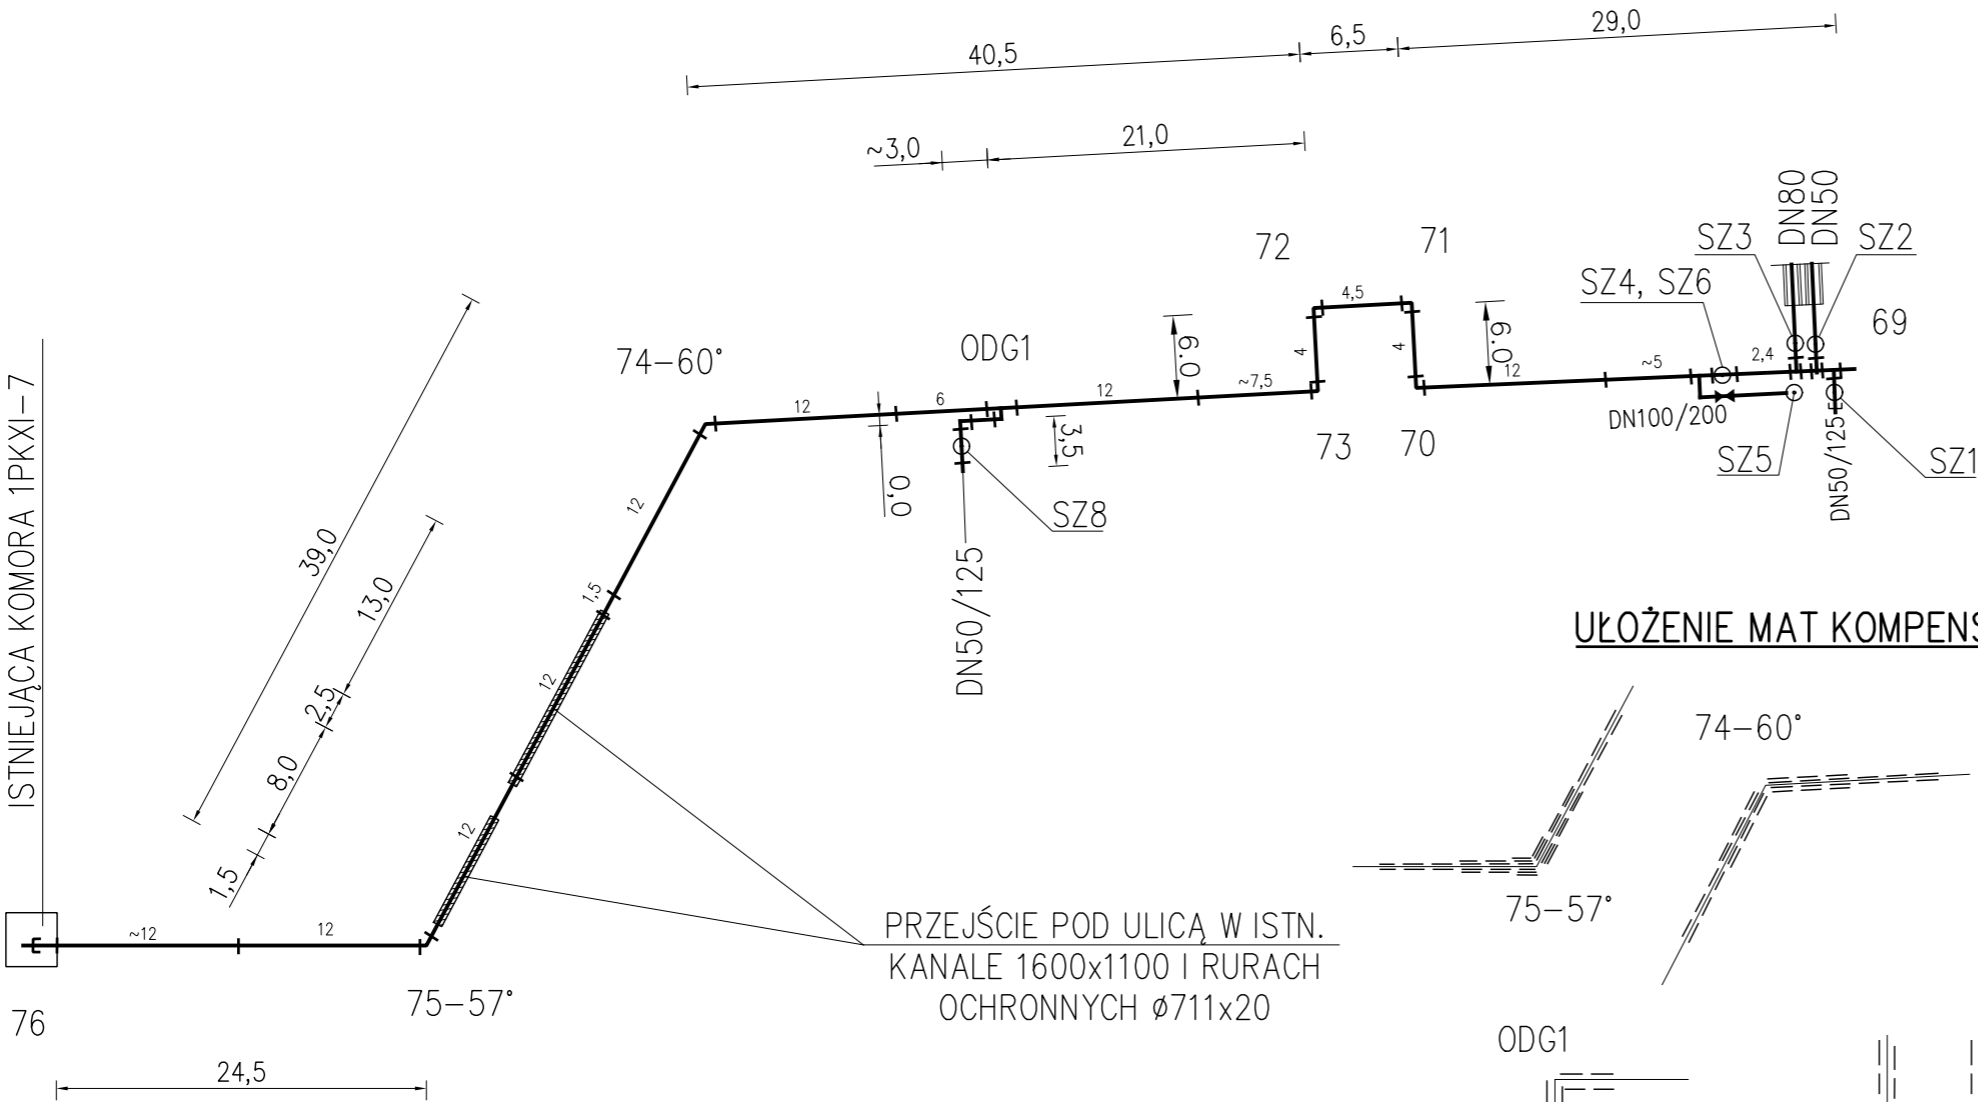 29,0
6,5
40,5
21,0
~3,0
DN80
DN50
72
71
SZ3
SZ2
SZ4, SZ6
4,5
69
ODG1
6.0
6.0
74-60°
4
4
2,4
~5
12
~7,5
12
6
12
DN100/200
3,5
73
70
SZ5
SZ1
DN50/125
0,0
SZ8
12
ISTNIEJĄCA KOMORA 1PKXI-7
39,0
13,0
1,5
DN50/125
UŁOŻENIE MAT KOMPENS
2,5
12
74-60°
8,0
12
1,5
75-57°
PRZEJŚCIE POD ULICĄ W ISTN.
KANALE 1600x1100 I RURACH
OCHRONNYCH ø711x20
~12
12
75-57°
76
ODG1
24,5